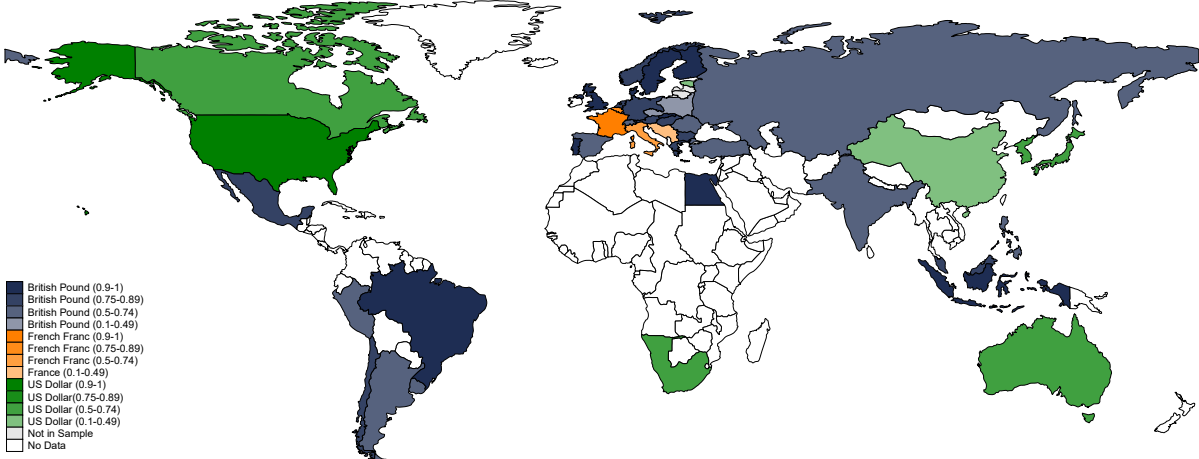 British Pound (0.9-1)
British Pound (0.75-0.89)
British Pound (0.5-0.74)
British Pound (0.1-0.49)
French Franc (0.9-1)
French Franc (0.75-0.89)
French Franc (0.5-0.74)
France (0.1-0.49)
US Dollar (0.9-1)
US Dollar(0.75-0.89)
US Dollar (0.5-0.74)
US Dollar (0.1-0.49)
Not in Sample
No Data